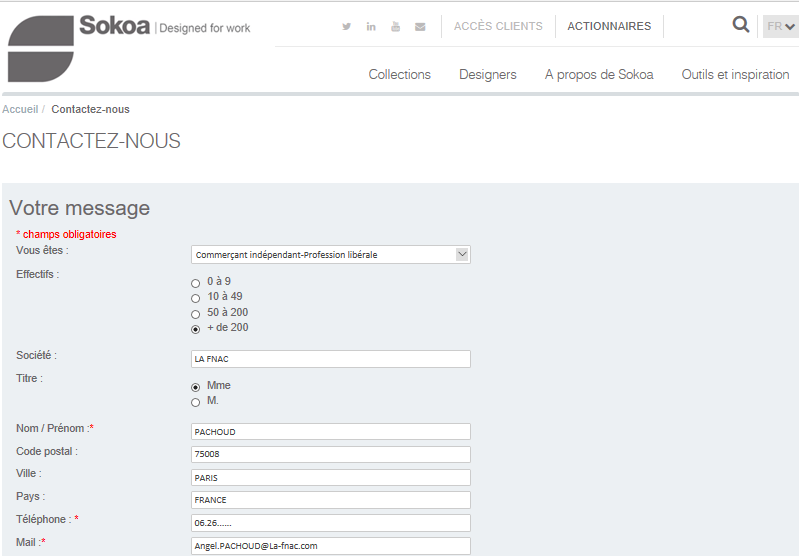 Sokoa | Designed for work
ACCÈS CLIENTS
ACTIONNAIRES
FR
Collections Designers A propos de Sokoa Outils et inspiration
Accueil / Contactez-nous
CONTACTEZ-NOUS
Votre message
* champs obligatoires
Vous êtes : Commerçant indépendant-Profession libérale
Effectifs :
0 à 9
10 à 49
50 à 200
+ de 200
Société : LA FNAC
Titre :
Mme
M.
Nom / Prénom :* PACHOUD
Code postal : 75008
Ville : PARIS
Pays : FRANCE
Téléphone : * 06.26......
Mail :* Angel.PACHOUD@La-fnac.com